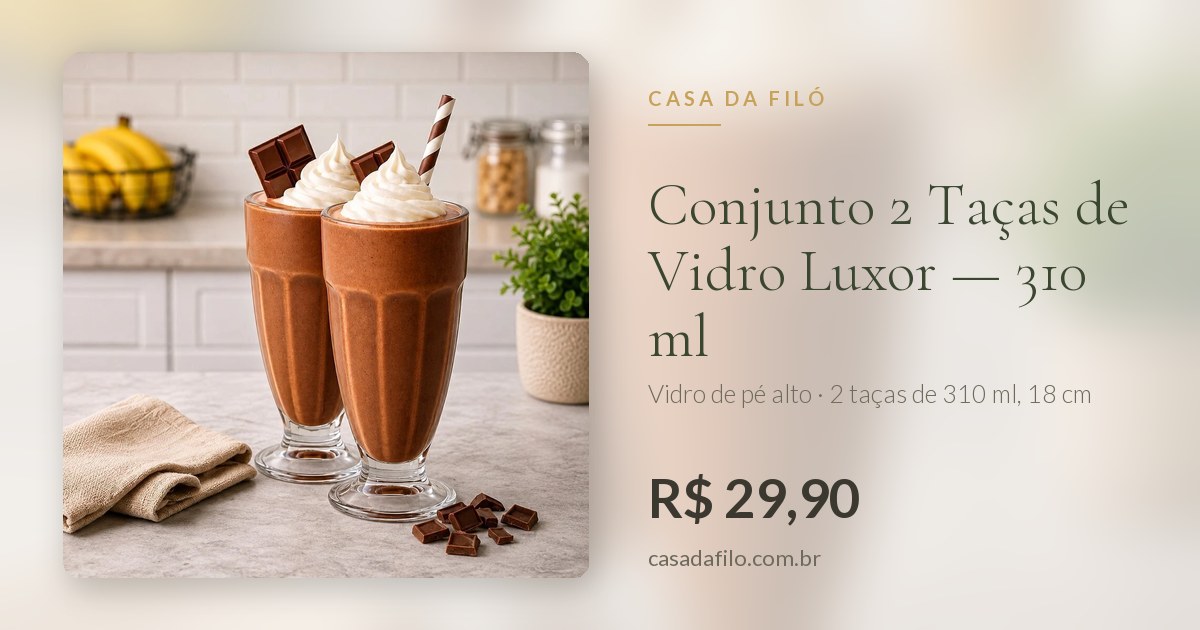 CASA DA FILÓ
Conjunto 2 Taças de
Vidro Luxor — 310
ml
Vidro de pé alto · 2 taças de 310 ml, 18 cm
R$ 29,90
casadafilo.com.br